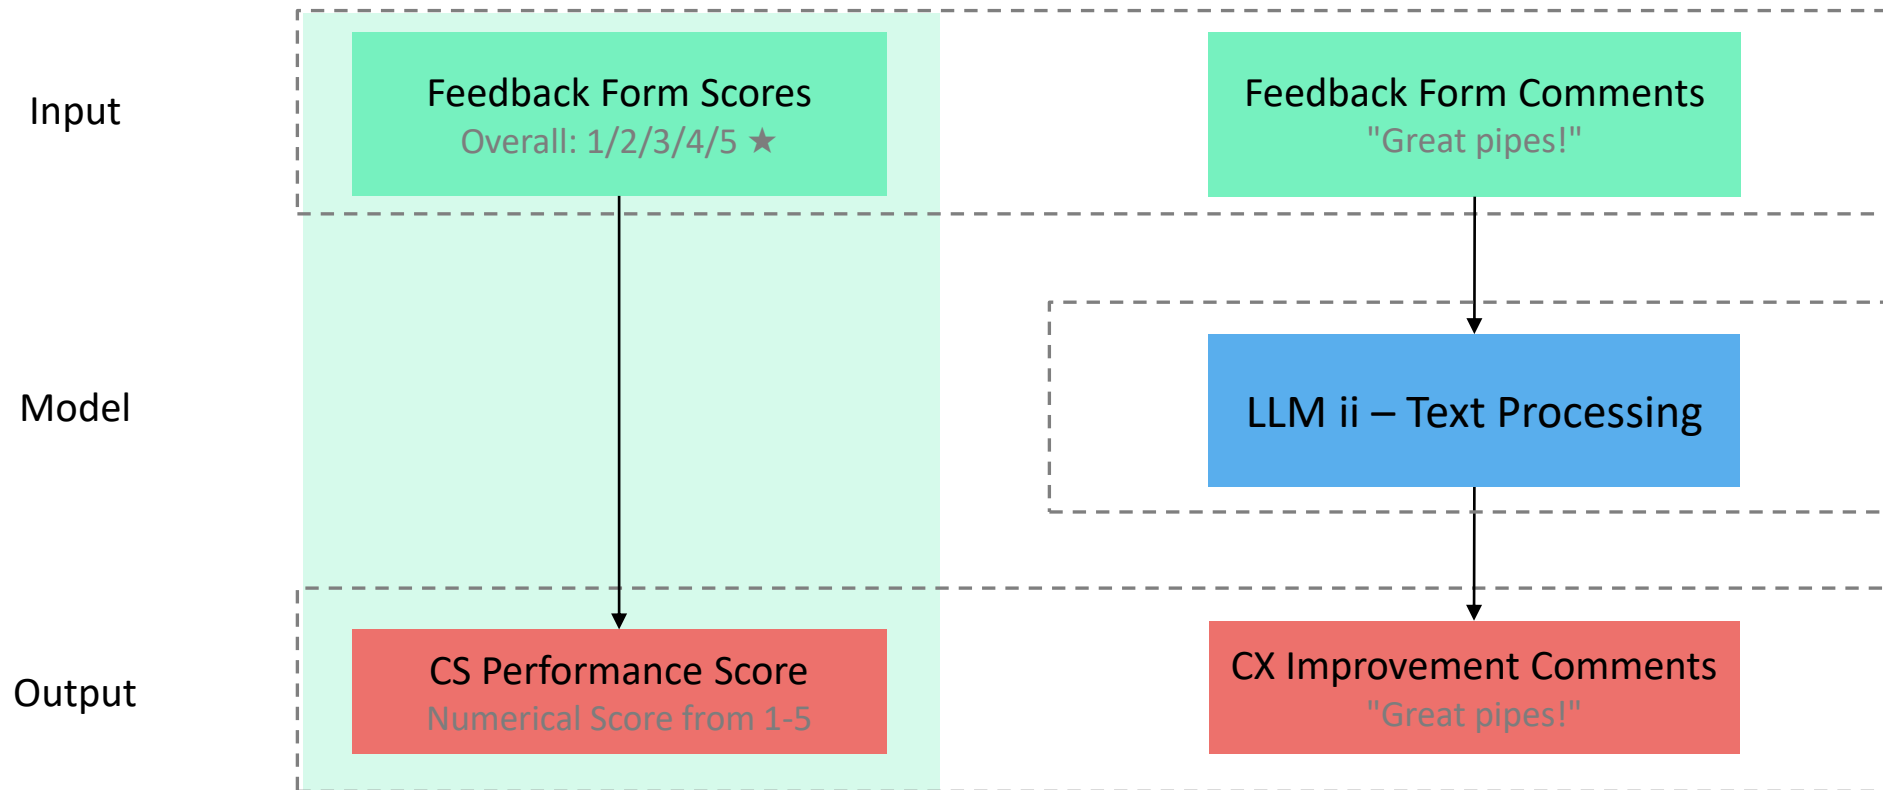 Input
Feedback Form Scores
Overall: 1/2/3/4/5 ★
Feedback Form Comments
"Great pipes!"
Model
LLM ii – Text Processing
Output
CS Performance Score
Numerical Score from 1-5
CX Improvement Comments
"Great pipes!"